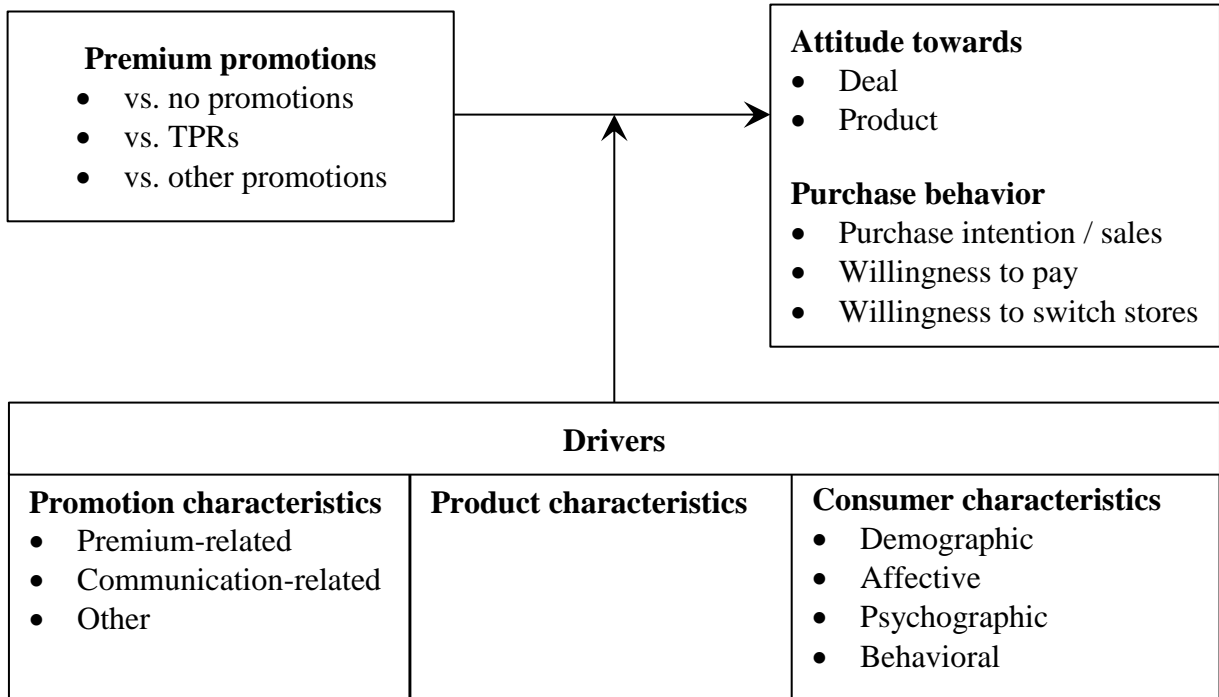 Premium promotions
• vs. no promotions
• vs. TPRs
• vs. other promotions
Attitude towards
• Deal
• Product
Purchase behavior
• Purchase intention / sales
• Willingness to pay
• Willingness to switch stores
Drivers
Promotion characteristics
• Premium-related
• Communication-related
• Other
Product characteristics
Consumer characteristics
• Demographic
• Affective
• Psychographic
• Behavioral